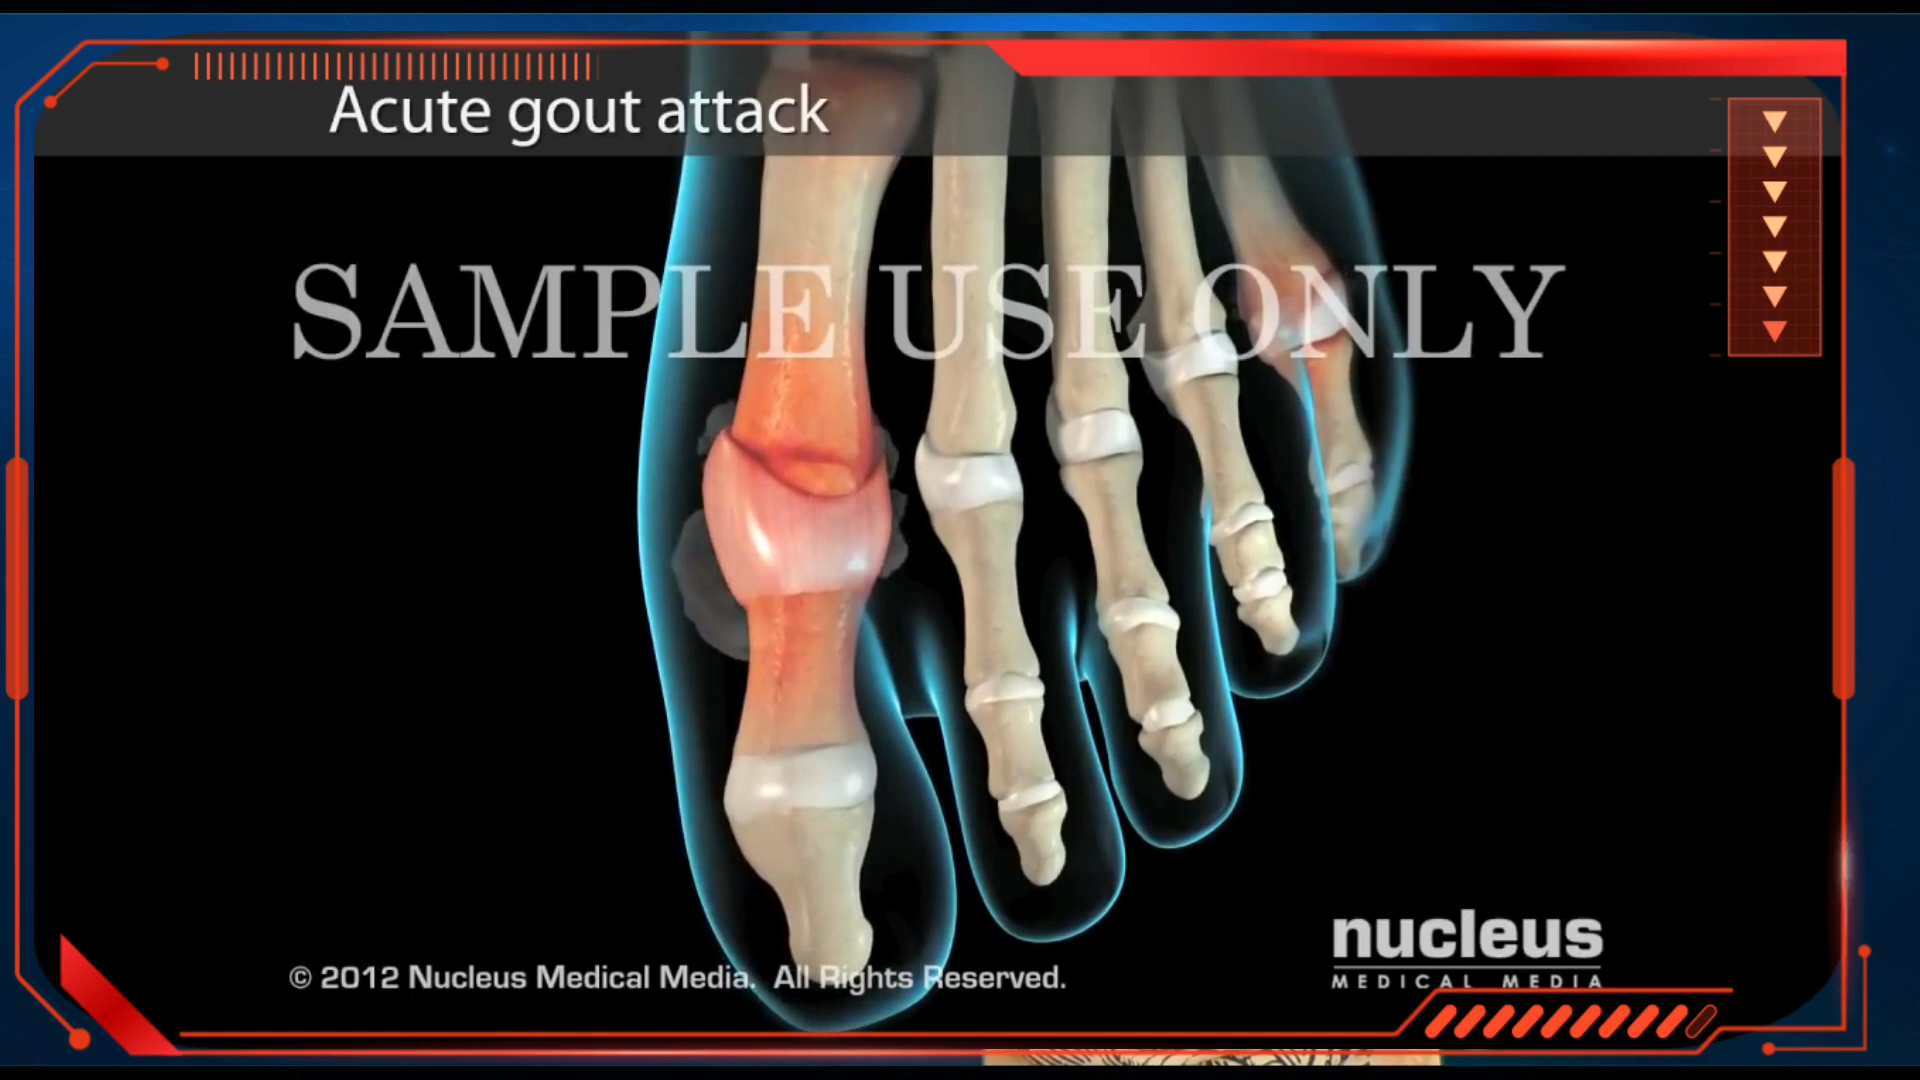 Acute gout attack
SAMPLE USE ONLY
nucleus
MEDICAL MEDIA
© 2012 Nucleus Medical Media. All Rights Reserved.